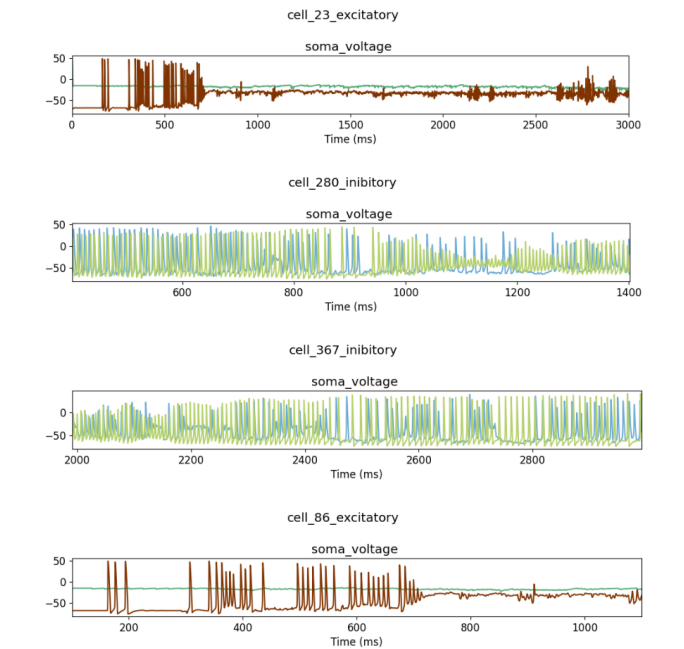 cell_23_excitatory
soma_voltage
50
0
−50
0 500 1000 1500 2000 2500 3000
Time (ms)
cell_280_inibitory
soma_voltage
50
0
−50
600 800 1000 1200 1400
Time (ms)
cell_367_inibitory
soma_voltage
0
−50
2000 2200 2400 2600 2800
Time (ms)
cell_86_excitatory
soma_voltage
50
0
−50
200 400 600 800 1000
Time (ms)